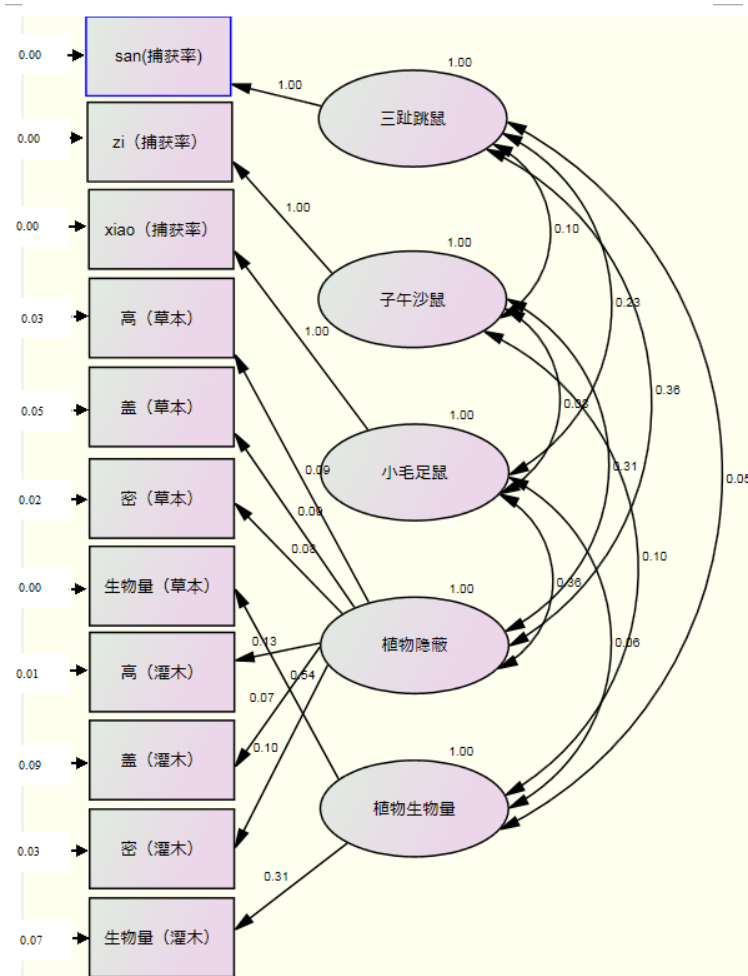 0.00
san(捕获率)
1.00
1.00
三趾跳鼠
0.00
zi（捕获率）
1.00
0.00
xiao（捕获率）
1.00
0.10
子午沙鼠
0.03
高（草本）
1.00
0.23
0.05
盖（草本）
1.00
0.03
0.36
小毛足鼠
0.09
0.31
0.02
密（草本）
0.09
0.05
0.08
0.10
0.00
生物量（草本）
1.00
0.36
植物隐蔽
0.13
0.06
0.01
高（灌木）
0.54
0.07
0.10
0.09
盖（灌木）
1.00
植物生物量
0.03
密（灌木）
0.31
0.07
生物量（灌木）